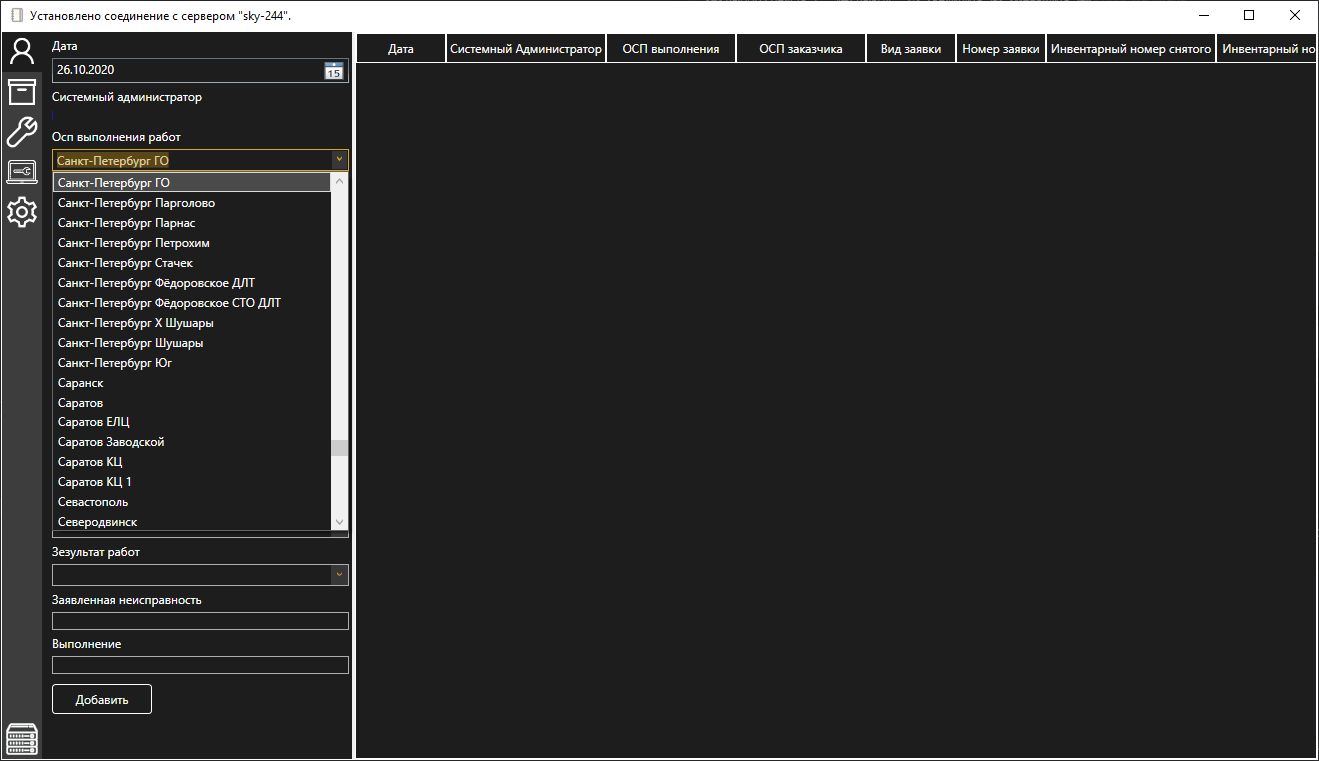 Установлено соединение с сервером "sky-244".
Дата
26.10.2020
15
Системный администратор
Осп выполнения работ
Санкт-Петербург ГО
Санкт-Петербург ГО
Санкт-Петербург Парголово
Санкт-Петербург Парнас
Санкт-Петербург Петрохим
Санкт-Петербург Стачек
Санкт-Петербург Фёдоровское ДЛТ
Санкт-Петербург Фёдоровское СТО ДЛТ
Санкт-Петербург Х Шушары
Санкт-Петербург Шушары
Санкт-Петербург Юг
Саранск
Саратов
Саратов ЕЛЦ
Саратов Заводской
Саратов КЦ
Саратов КЦ 1
Севастополь
Северодвинск
Зезультат работ
Заявленная неисправность
Выполнение
Добавить
Дата Системный Администратор ОСП выполнения ОСП заказчика Вид заявки Номер заявки Инвентарный номер снятого Инвентарный но